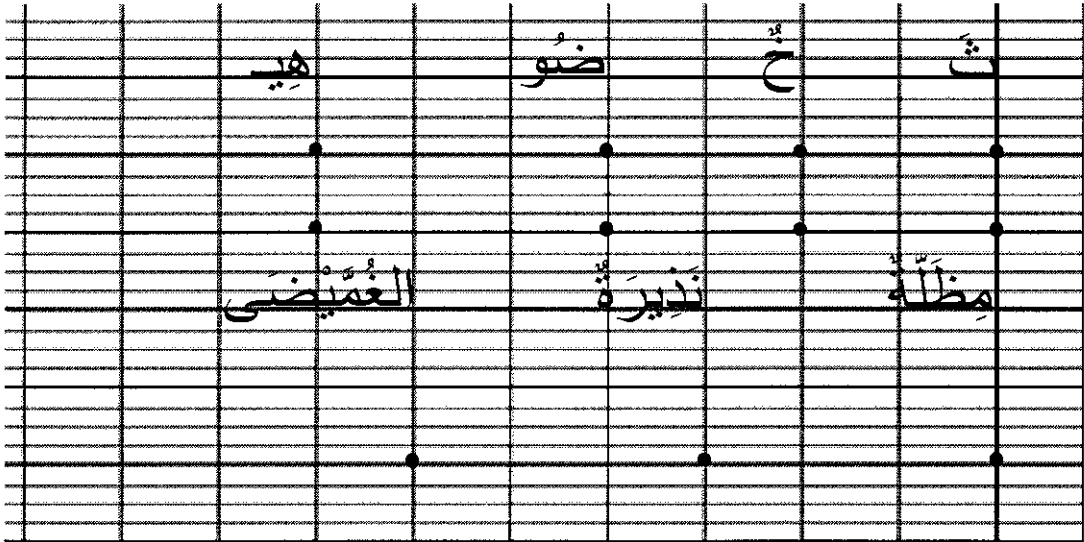 ثَ خٌ ضُو هِيـ
مِظَلَّةٌ نَذِيرَةٌ الغُمَّيْضَى